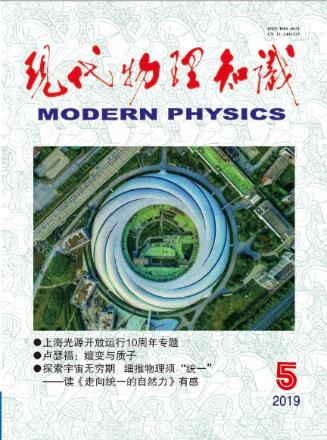 现代物理知识
MODERN PHYSICS
●上海光源开放运行10周年专题
●卢瑟福：嬗变与质子
●探索宇宙无穷期 细推物理须“统一”
——读《走向统一的自然力》有感
5
2019